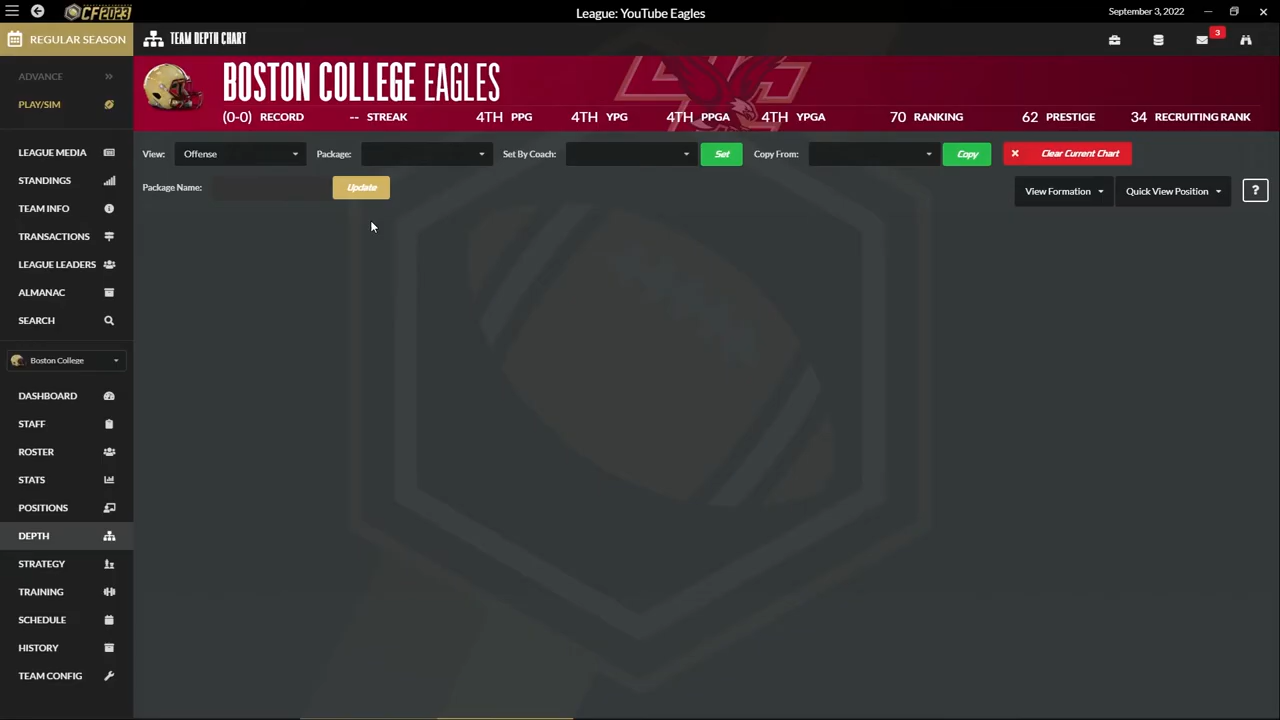 CF2023
League: YouTube Eagles
September 3, 2022
REGULAR SEASON
TEAM DEPTH CHART
3
ADVANCE
PLAY/SIM
BOSTON COLLEGE EAGLES
(0-0) RECORD
-- STREAK
4TH PPG
4TH YPG
4TH PPGA
4TH YPGA
70 RANKING
62 PRESTIGE
34 RECRUITING RANK
View: Offense
Package:
Set By Coach:
Set
Copy From:
Copy
Clear Current Chart
Package Name:
Update
View Formation
Quick View Position
?
LEAGUE MEDIA
STANDINGS
TEAM INFO
TRANSACTIONS
LEAGUE LEADERS
ALMANAC
SEARCH
Boston College
DASHBOARD
STAFF
ROSTER
STATS
POSITIONS
DEPTH
STRATEGY
TRAINING
SCHEDULE
HISTORY
TEAM CONFIG